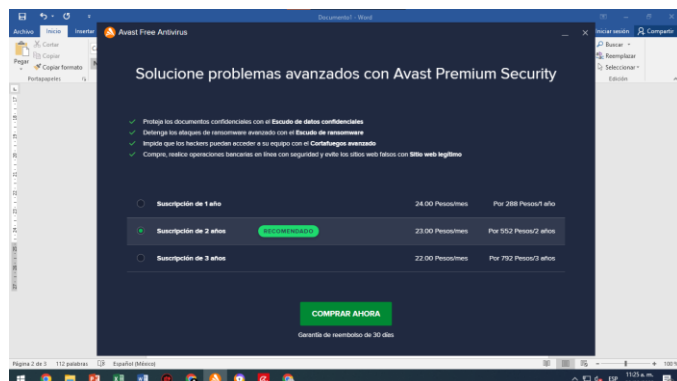 Documento1 - Word
Archivo Inicio Insertar
Iniciar sesión Compartir
Pegar
Cortar
Copiar
Copiar formato
Portapapeles
Buscar
Reemplazar
Seleccionar
Edición
Avast Free Antivirus
Solucione problemas avanzados con Avast Premium Security
Proteja los documentos confidenciales con el Escudo de datos confidenciales
Detenga los ataques de ransomware avanzado con el Escudo de ransomware
Impida que los hackers puedan acceder a su equipo con el Cortafuegos avanzado
Compre, realice operaciones bancarias en línea con seguridad y evite los sitios web falsos con Sitio web legítimo
Suscripción de 1 año 24.00 Pesos/mes Por 288 Pesos/1 año
Suscripción de 2 años RECOMENDADO 23.00 Pesos/mes Por 552 Pesos/2 años
Suscripción de 3 años 22.00 Pesos/mes Por 792 Pesos/3 años
COMPRAR AHORA
Garantía de reembolso de 30 días
Página 2 de 3 112 palabras Español (México)
100%
ESP 11:25 a. m.